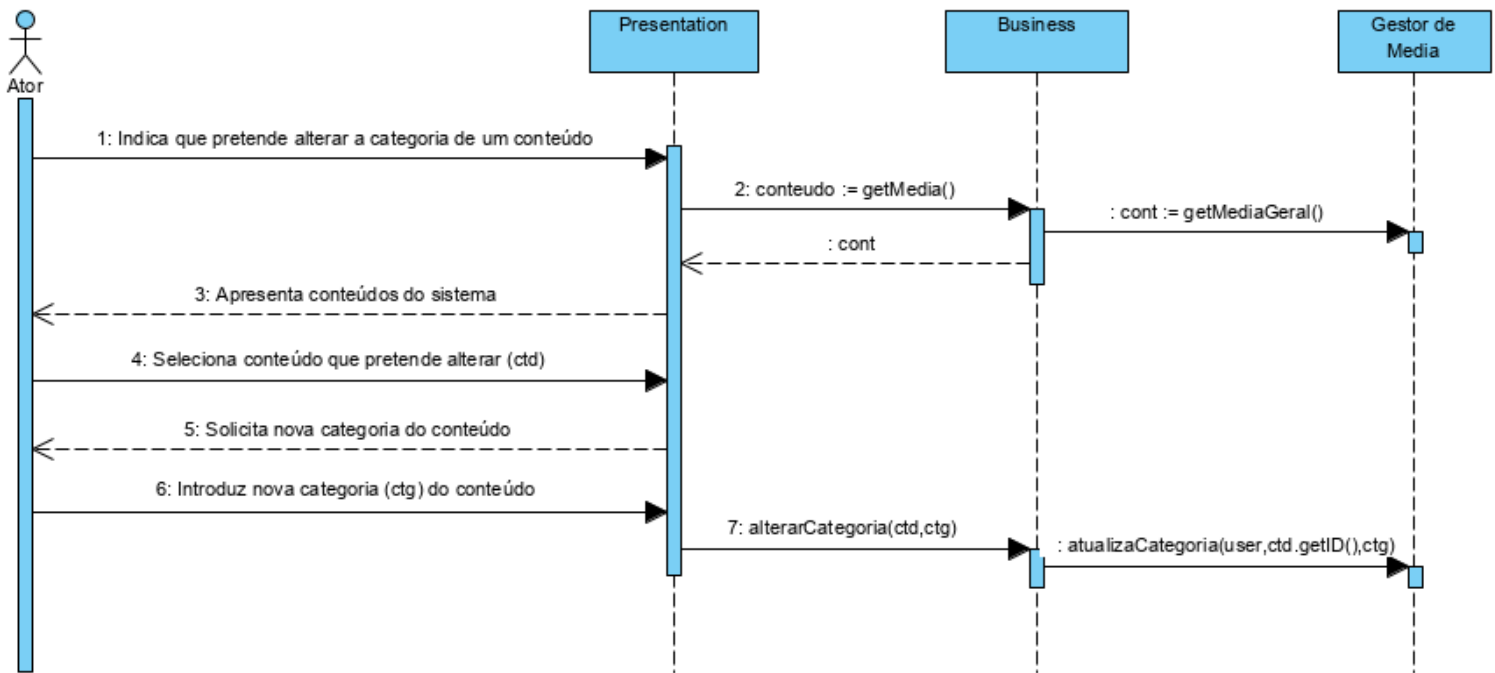 Ator
Presentation
Business
Gestor de
Media
1: Indica que pretende alterar a categoria de um conteúdo
2: conteudo := getMedia()
: cont := getMediaGeral()
: cont
3: Apresenta conteúdos do sistema
4: Seleciona conteúdo que pretende alterar (ctd)
5: Solicita nova categoria do conteúdo
6: Introduz nova categoria (ctg) do conteúdo
7: alterarCategoria(ctd,ctg)
: atualizaCategoria(user,ctd.getID(),ctg)